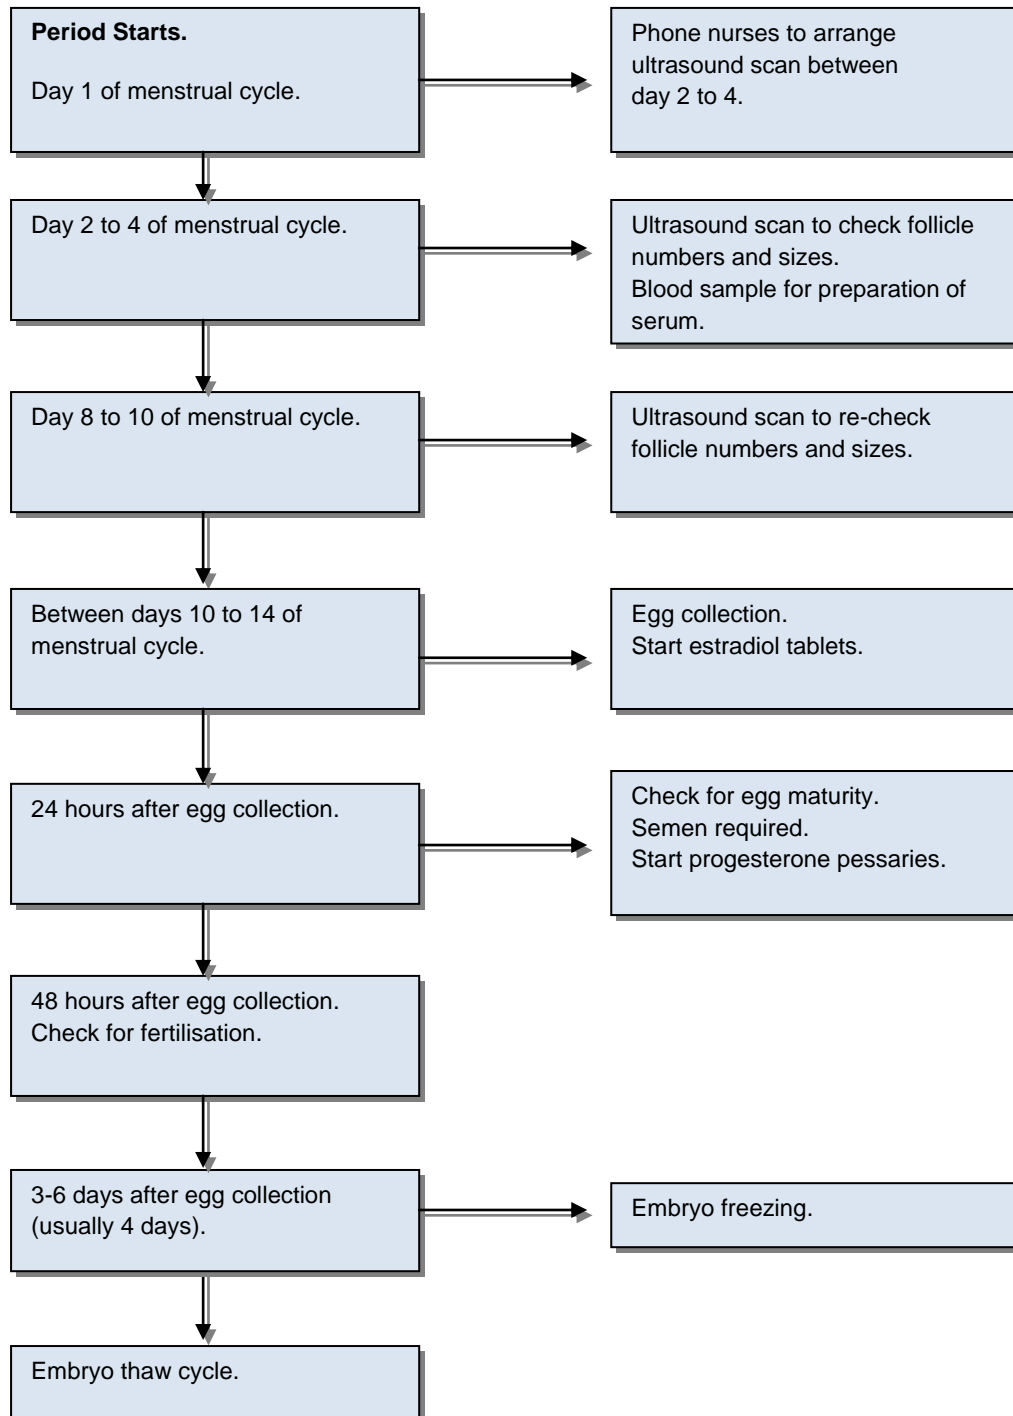 Period Starts.
Day 1 of menstrual cycle.
Phone nurses to arrange
ultrasound scan between
day 2 to 4.
Day 2 to 4 of menstrual cycle.
Ultrasound scan to check follicle
numbers and sizes.
Blood sample for preparation of
serum.
Day 8 to 10 of menstrual cycle.
Ultrasound scan to re-check
follicle numbers and sizes.
Between days 10 to 14 of
menstrual cycle.
Egg collection.
Start estradiol tablets.
24 hours after egg collection.
Check for egg maturity.
Semen required.
Start progesterone pessaries.
48 hours after egg collection.
Check for fertilisation.
3-6 days after egg collection
(usually 4 days).
Embryo freezing.
Embryo thaw cycle.